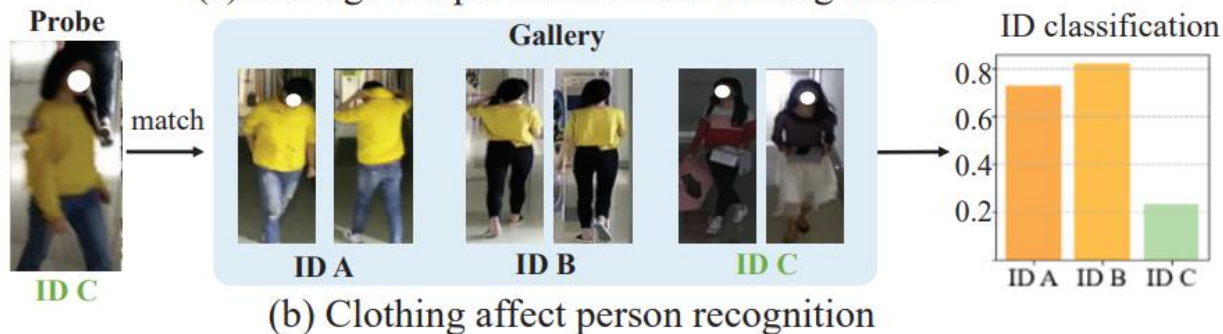 Probe
Gallery
ID classification
match
0.8
0.6
0.4
0.2
ID A
ID B
ID C
ID A
ID B
ID C
ID C
(b) Clothing affect person recognition